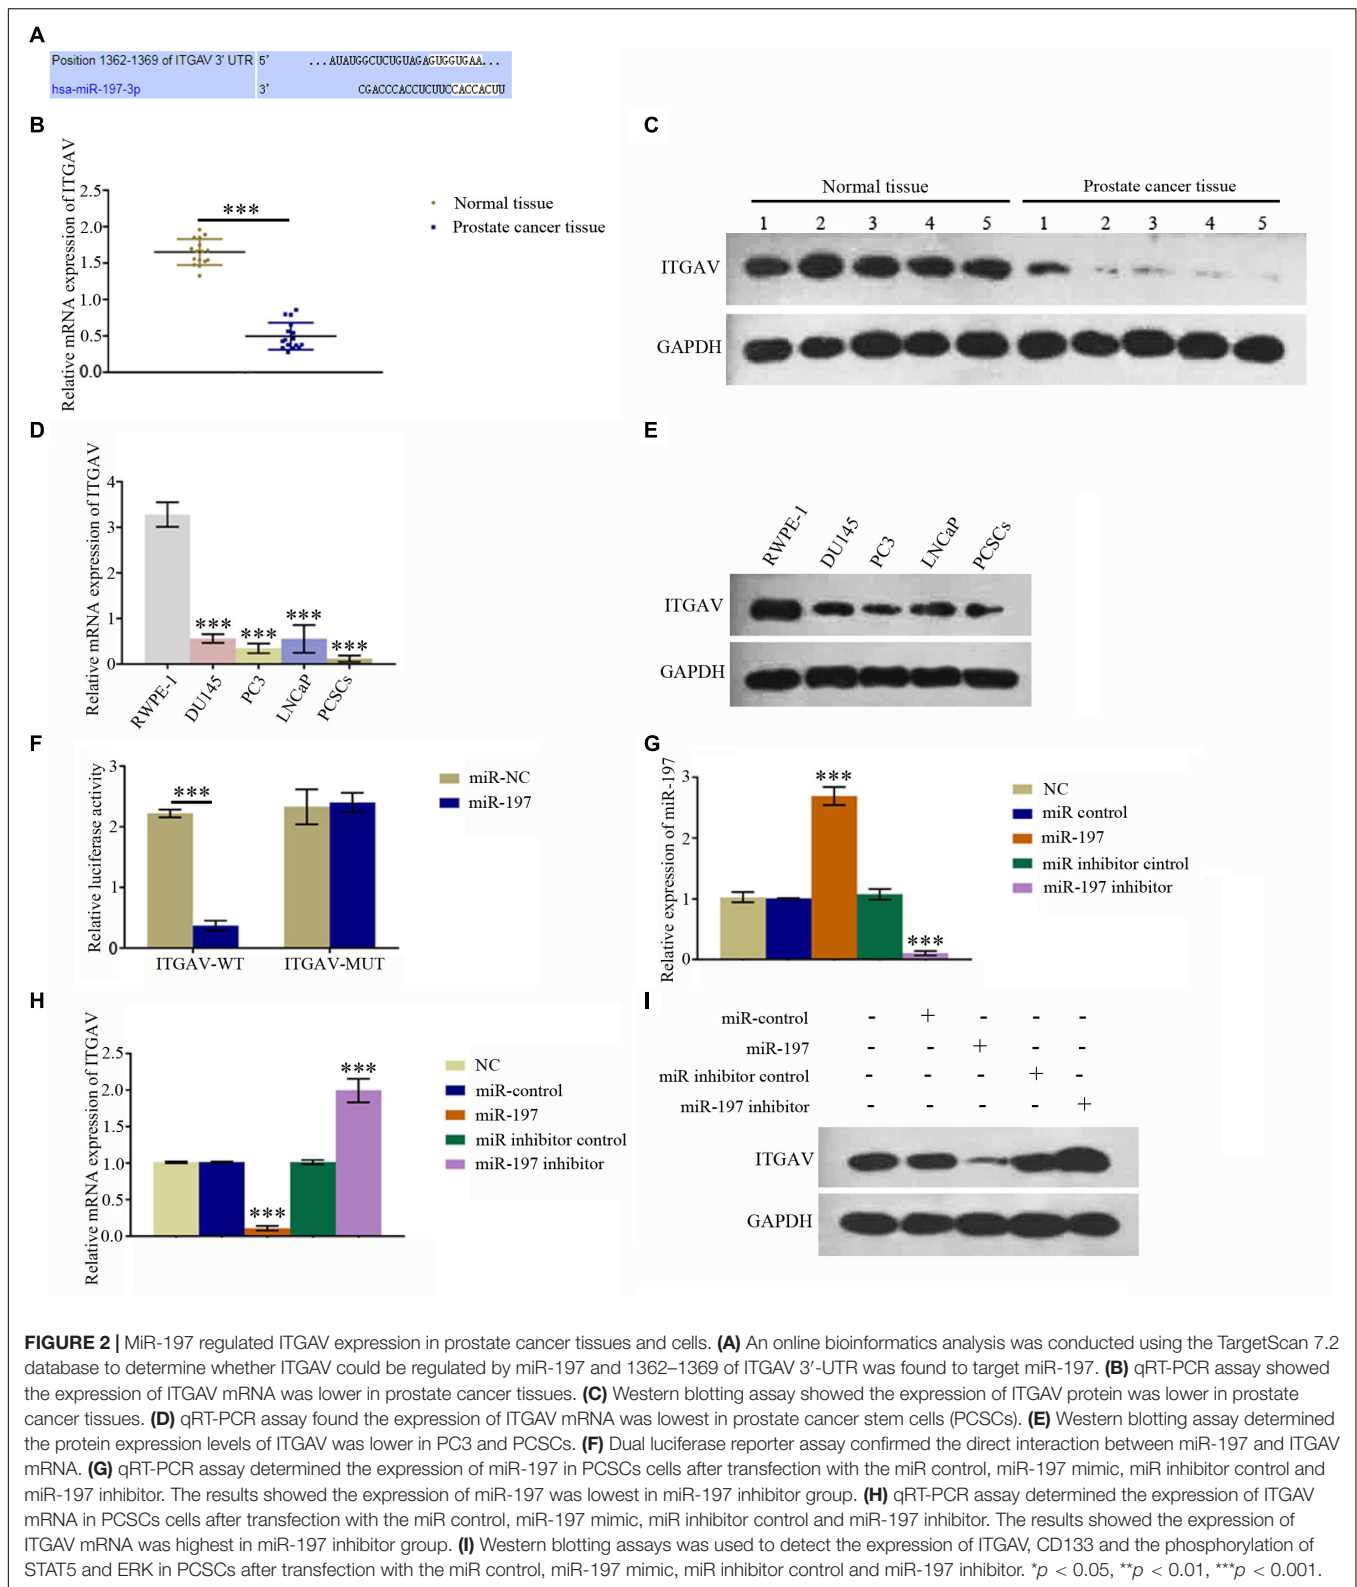 A
Position 1362-1369 of ITGAV 3' UTR 5' ...AUAUGGCUCUGUAGAGUGGUGAA...
hsa-miR-197-3p 3' CGACCCACCUCUUCCACCACUU
B
Relative mRNA expression of ITGAV
2.5
2.0
1.5
1.0
0.5
0.0
***
Normal tissue
Prostate cancer tissue
C
Normal tissue Prostate cancer tissue
1 2 3 4 5 1 2 3 4 5
ITGAV
GAPDH
D
Relative mRNA expression of ITGAV
4
3
2
1
0
*** *** *** ***
RWPE-1 DU145 PC3 LNCaP PCSCs
E
RWPE-1 DU145 PC3 LNCaP PCSCs
ITGAV
GAPDH
F
Relative luciferase activity
3
2
1
0
***
ITGAV-WT ITGAV-MUT
miR-NC
miR-197
G
Relative expression of miR-197
3
2
1
0
***
***
NC
miR control
miR-197
miR inhibitor cintrol
miR-197 inhibitor
H
Relative mRNA expression of ITGAV
2.5
2.0
1.5
1.0
0.5
0.0
***
***
NC
miR-control
miR-197
miR inhibitor control
miR-197 inhibitor
I
miR-control - + - - -
miR-197 - - + - -
miR inhibitor control - - - + -
miR-197 inhibitor - - - - +
ITGAV
GAPDH
FIGURE 2 | MiR-197 regulated ITGAV expression in prostate cancer tissues and cells. (A) An online bioinformatics analysis was conducted using the TargetScan 7.2
database to determine whether ITGAV could be regulated by miR-197 and 1362–1369 of ITGAV 3′-UTR was found to target miR-197. (B) qRT-PCR assay showed
the expression of ITGAV mRNA was lower in prostate cancer tissues. (C) Western blotting assay showed the expression of ITGAV protein was lower in prostate
cancer tissues. (D) qRT-PCR assay found the expression of ITGAV mRNA was lowest in prostate cancer stem cells (PCSCs). (E) Western blotting assay determined
the protein expression levels of ITGAV was lower in PC3 and PCSCs. (F) Dual luciferase reporter assay confirmed the direct interaction between miR-197 and ITGAV
mRNA. (G) qRT-PCR assay determined the expression of miR-197 in PCSCs cells after transfection with the miR control, miR-197 mimic, miR inhibitor control and
miR-197 inhibitor. The results showed the expression of miR-197 was lowest in miR-197 inhibitor group. (H) qRT-PCR assay determined the expression of ITGAV
mRNA in PCSCs cells after transfection with the miR control, miR-197 mimic, miR inhibitor control and miR-197 inhibitor. The results showed the expression of
ITGAV mRNA was highest in miR-197 inhibitor group. (I) Western blotting assays was used to detect the expression of ITGAV, CD133 and the phosphorylation of
STAT5 and ERK in PCSCs after transfection with the miR control, miR-197 mimic, miR inhibitor control and miR-197 inhibitor. *p < 0.05, **p < 0.01, ***p < 0.001.